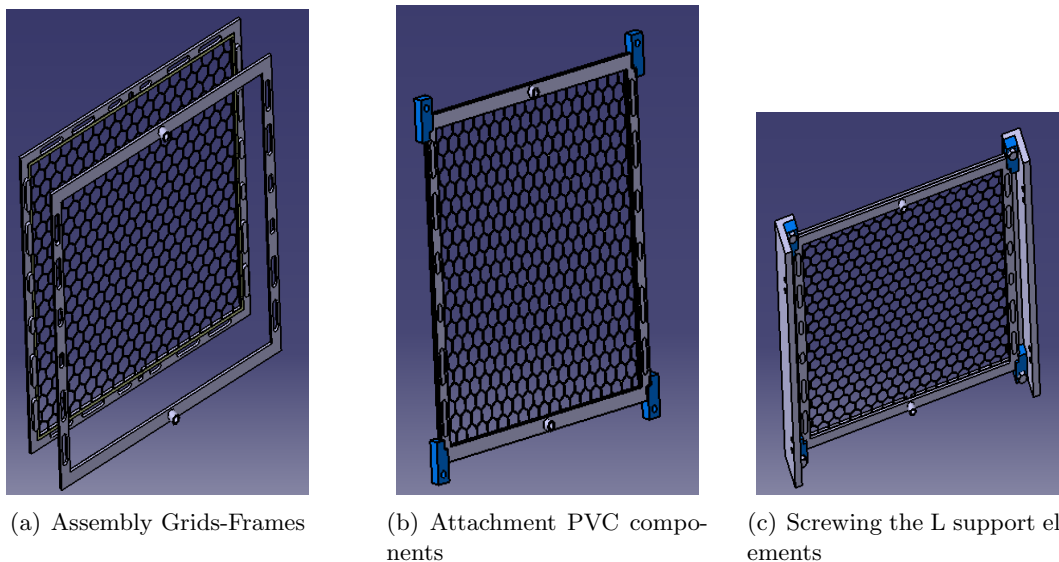 (a) Assembly Grids-Frames
(b) Attachment PVC compo-
nents
(c) Screwing the L support el-
ements